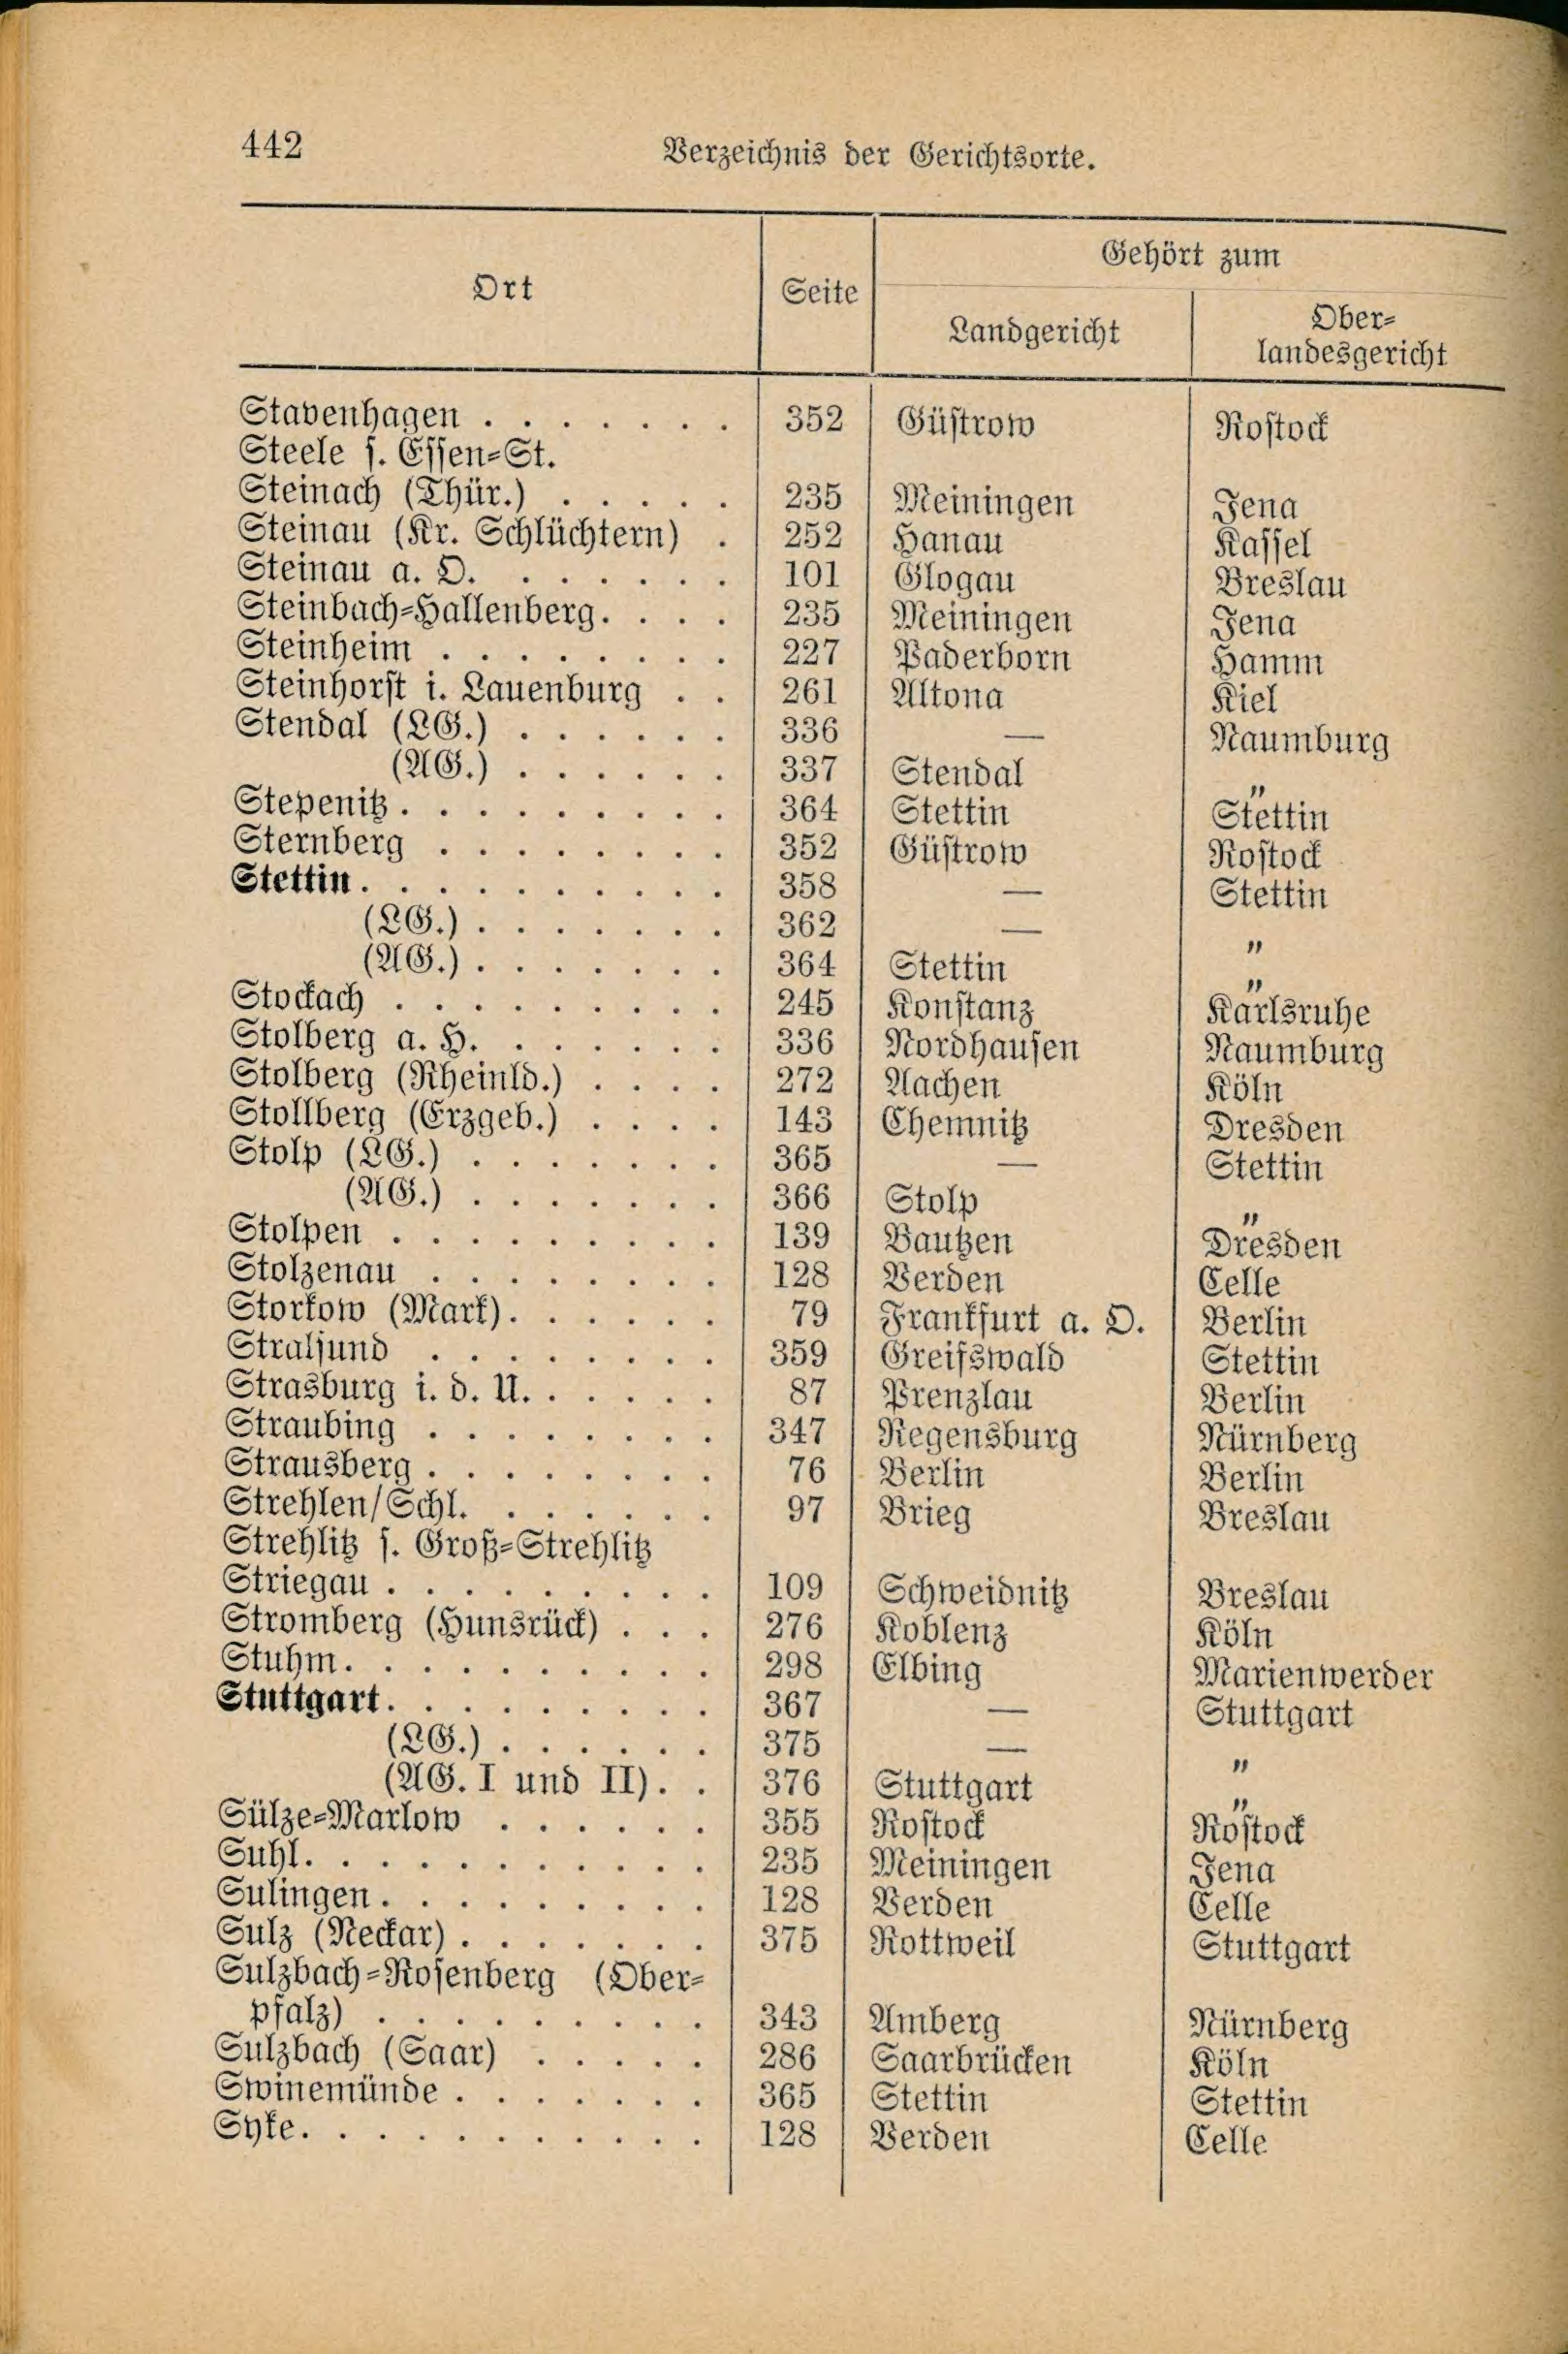 442
Verzeichnis der Gerichtsorte.
Ort
Seite
Gehört zum
Landgericht
Ober-
landesgericht
Stavenhagen . . . . . . . 352 Güstrow Rostock
Steele s. Essen-St.
Steinach (Thür.) . . . . . 235 Meiningen Jena
Steinau (Kr. Schlüchtern) . 252 Hanau Kassel
Steinau a. O. . . . . . . 101 Glogau Breslau
Steinbach-Hallenberg. . . . 235 Meiningen Jena
Steinheim . . . . . . . . 227 Paderborn Hamm
Steinhorst i. Lauenburg . . 261 Altona Kiel
Stendal (LG.) . . . . . . 336 — Naumburg
(AG.) . . . . . . 337 Stendal "
Stepenitz. . . . . . . . . 364 Stettin Stettin
Sternberg . . . . . . . . 352 Güstrow Rostock
Stettin. . . . . . . . . . 358 — Stettin
(LG.) . . . . . . . 362 — "
(AG.) . . . . . . . 364 Stettin "
Stockach . . . . . . . . . 245 Konstanz Karlsruhe
Stolberg a. H. . . . . . . 336 Nordhausen Naumburg
Stolberg (Rheinld.) . . . . 272 Aachen Köln
Stollberg (Erzgeb.) . . . . 143 Chemnitz Dresden
Stolp (LG.) . . . . . . . 365 — Stettin
(AG.) . . . . . . . 366 Stolp "
Stolpen . . . . . . . . . 139 Bautzen Dresden
Stolzenau . . . . . . . . 128 Verden Celle
Storkow (Mark). . . . . . 79 Frankfurt a. O. Berlin
Stralsund . . . . . . . . 359 Greifswald Stettin
Strasburg i. d. U. . . . . . 87 Prenzlau Berlin
Straubing . . . . . . . . 347 Regensburg Nürnberg
Strausberg . . . . . . . . 76 Berlin Berlin
Strehlen/Schl. . . . . . . 97 Brieg Breslau
Strehlitz s. Groß-Strehlitz
Striegau . . . . . . . . . 109 Schweidnitz Breslau
Stromberg (Hunsrück) . . . 276 Koblenz Köln
Stuhm. . . . . . . . . . 298 Elbing Marienwerder
Stuttgart. . . . . . . . . 367 — Stuttgart
(LG.) . . . . . . 375 — "
(AG. I und II). . 376 Stuttgart "
Sülze-Marlow . . . . . . 355 Rostock Rostock
Suhl. . . . . . . . . . . 235 Meiningen Jena
Sulingen. . . . . . . . . 128 Verden Celle
Sulz (Neckar) . . . . . . . 375 Rottweil Stuttgart
Sulzbach-Rosenberg (Ober-
pfalz) . . . . . . . . . 343 Amberg Nürnberg
Sulzbach (Saar) . . . . . 286 Saarbrücken Köln
Swinemünde . . . . . . . 365 Stettin Stettin
Syke. . . . . . . . . . . 128 Verden Celle